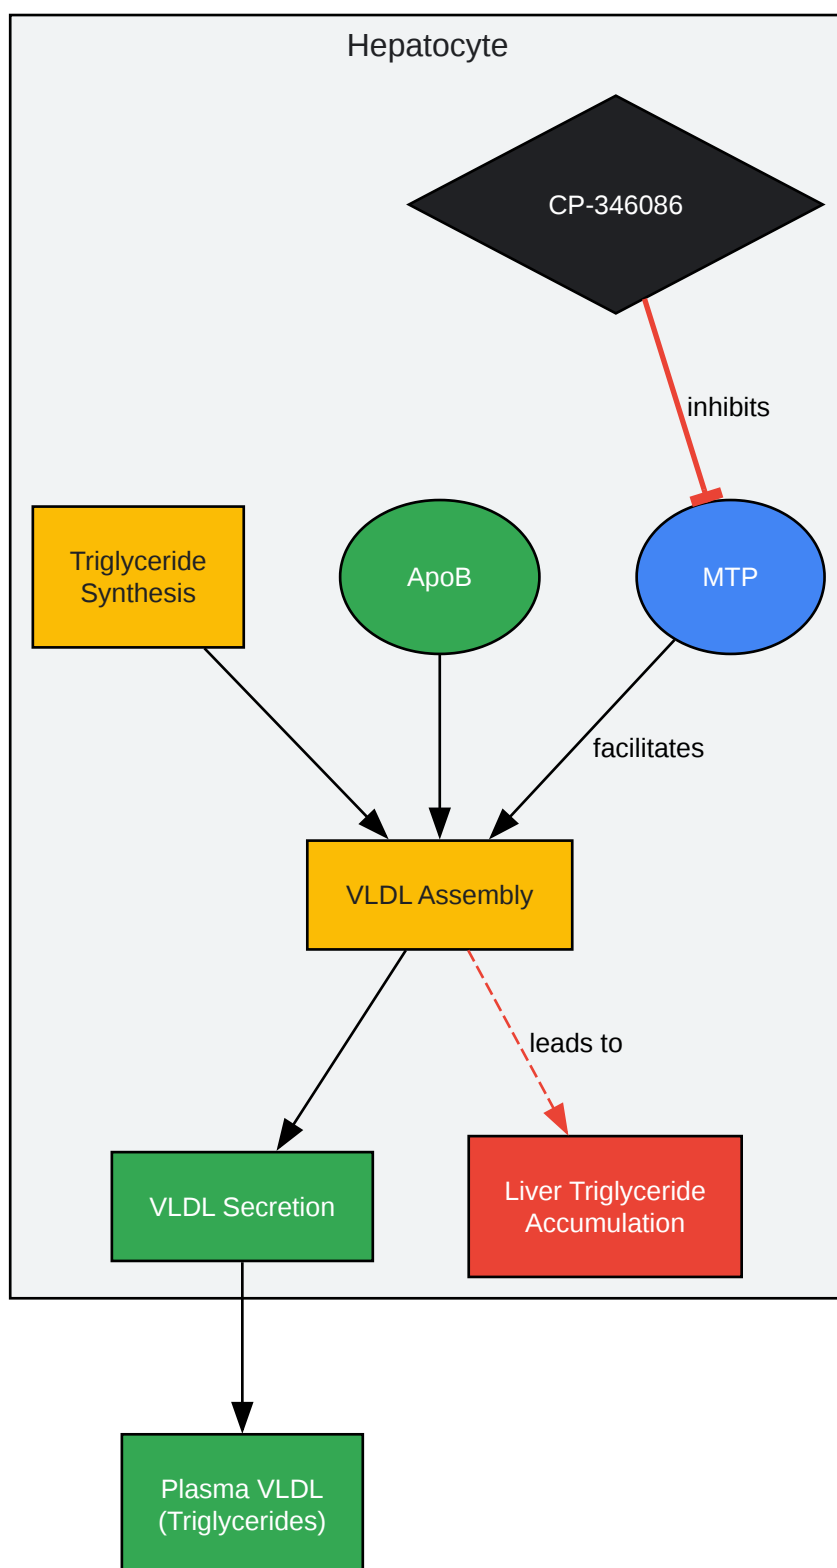 Hepatocyte
CP-346086
inhibits
Triglyceride
Synthesis
ApoB
MTP
facilitates
VLDL Assembly
leads to
VLDL Secretion
Liver Triglyceride
Accumulation
Plasma VLDL
(Triglycerides)